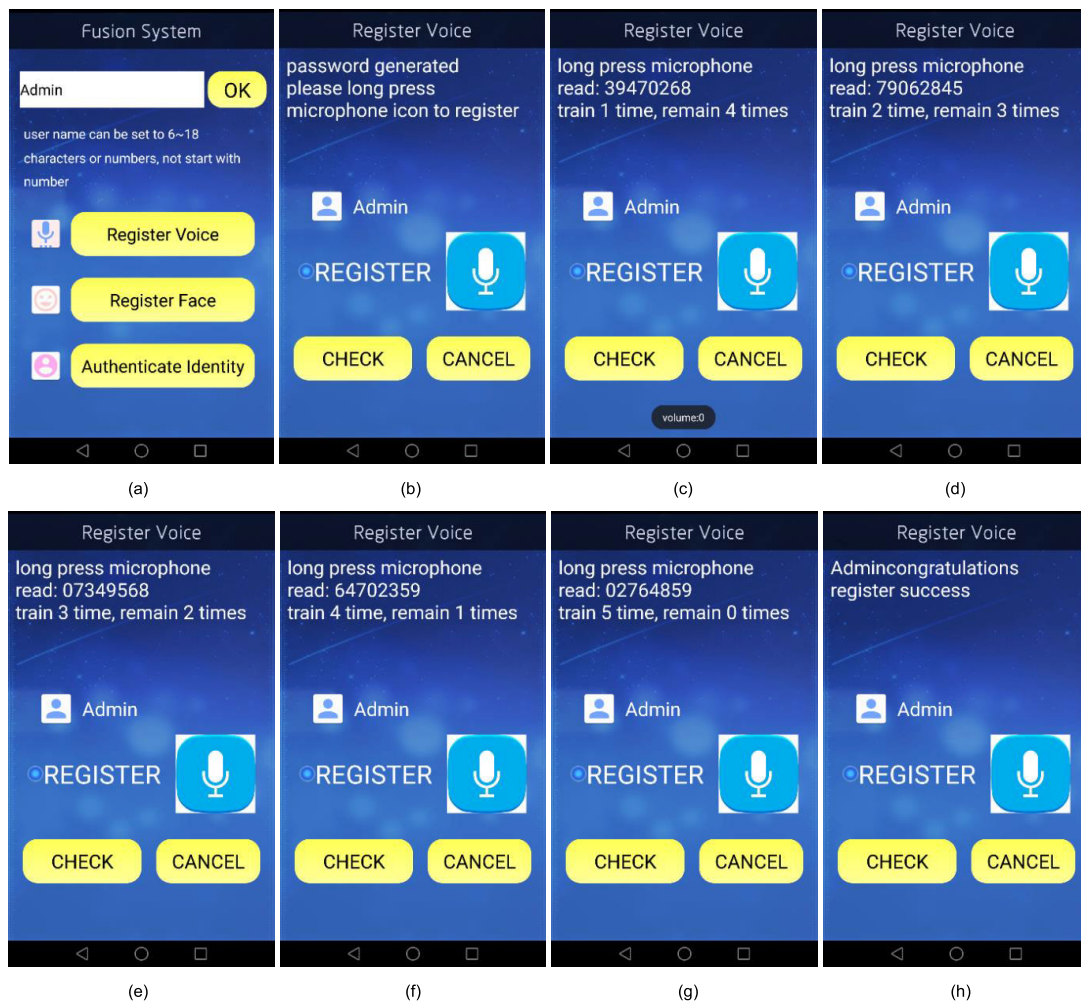 Fusion System
Admin
OK
user name can be set to 6~18
characters or numbers, not start with
number
Register Voice
Register Face
Authenticate Identity
(a)
Register Voice
password generated
please long press
microphone icon to register
Admin
REGISTER
CHECK
CANCEL
(b)
Register Voice
long press microphone
read: 39470268
train 1 time, remain 4 times
Admin
REGISTER
CHECK
CANCEL
volume:0
(c)
Register Voice
long press microphone
read: 79062845
train 2 time, remain 3 times
Admin
REGISTER
CHECK
CANCEL
(d)
Register Voice
long press microphone
read: 07349568
train 3 time, remain 2 times
Admin
REGISTER
CHECK
CANCEL
(e)
Register Voice
long press microphone
read: 64702359
train 4 time, remain 1 times
Admin
REGISTER
CHECK
CANCEL
(f)
Register Voice
long press microphone
read: 02764859
train 5 time, remain 0 times
Admin
REGISTER
CHECK
CANCEL
(g)
Register Voice
Admincongratulations
register success
Admin
REGISTER
CHECK
CANCEL
(h)